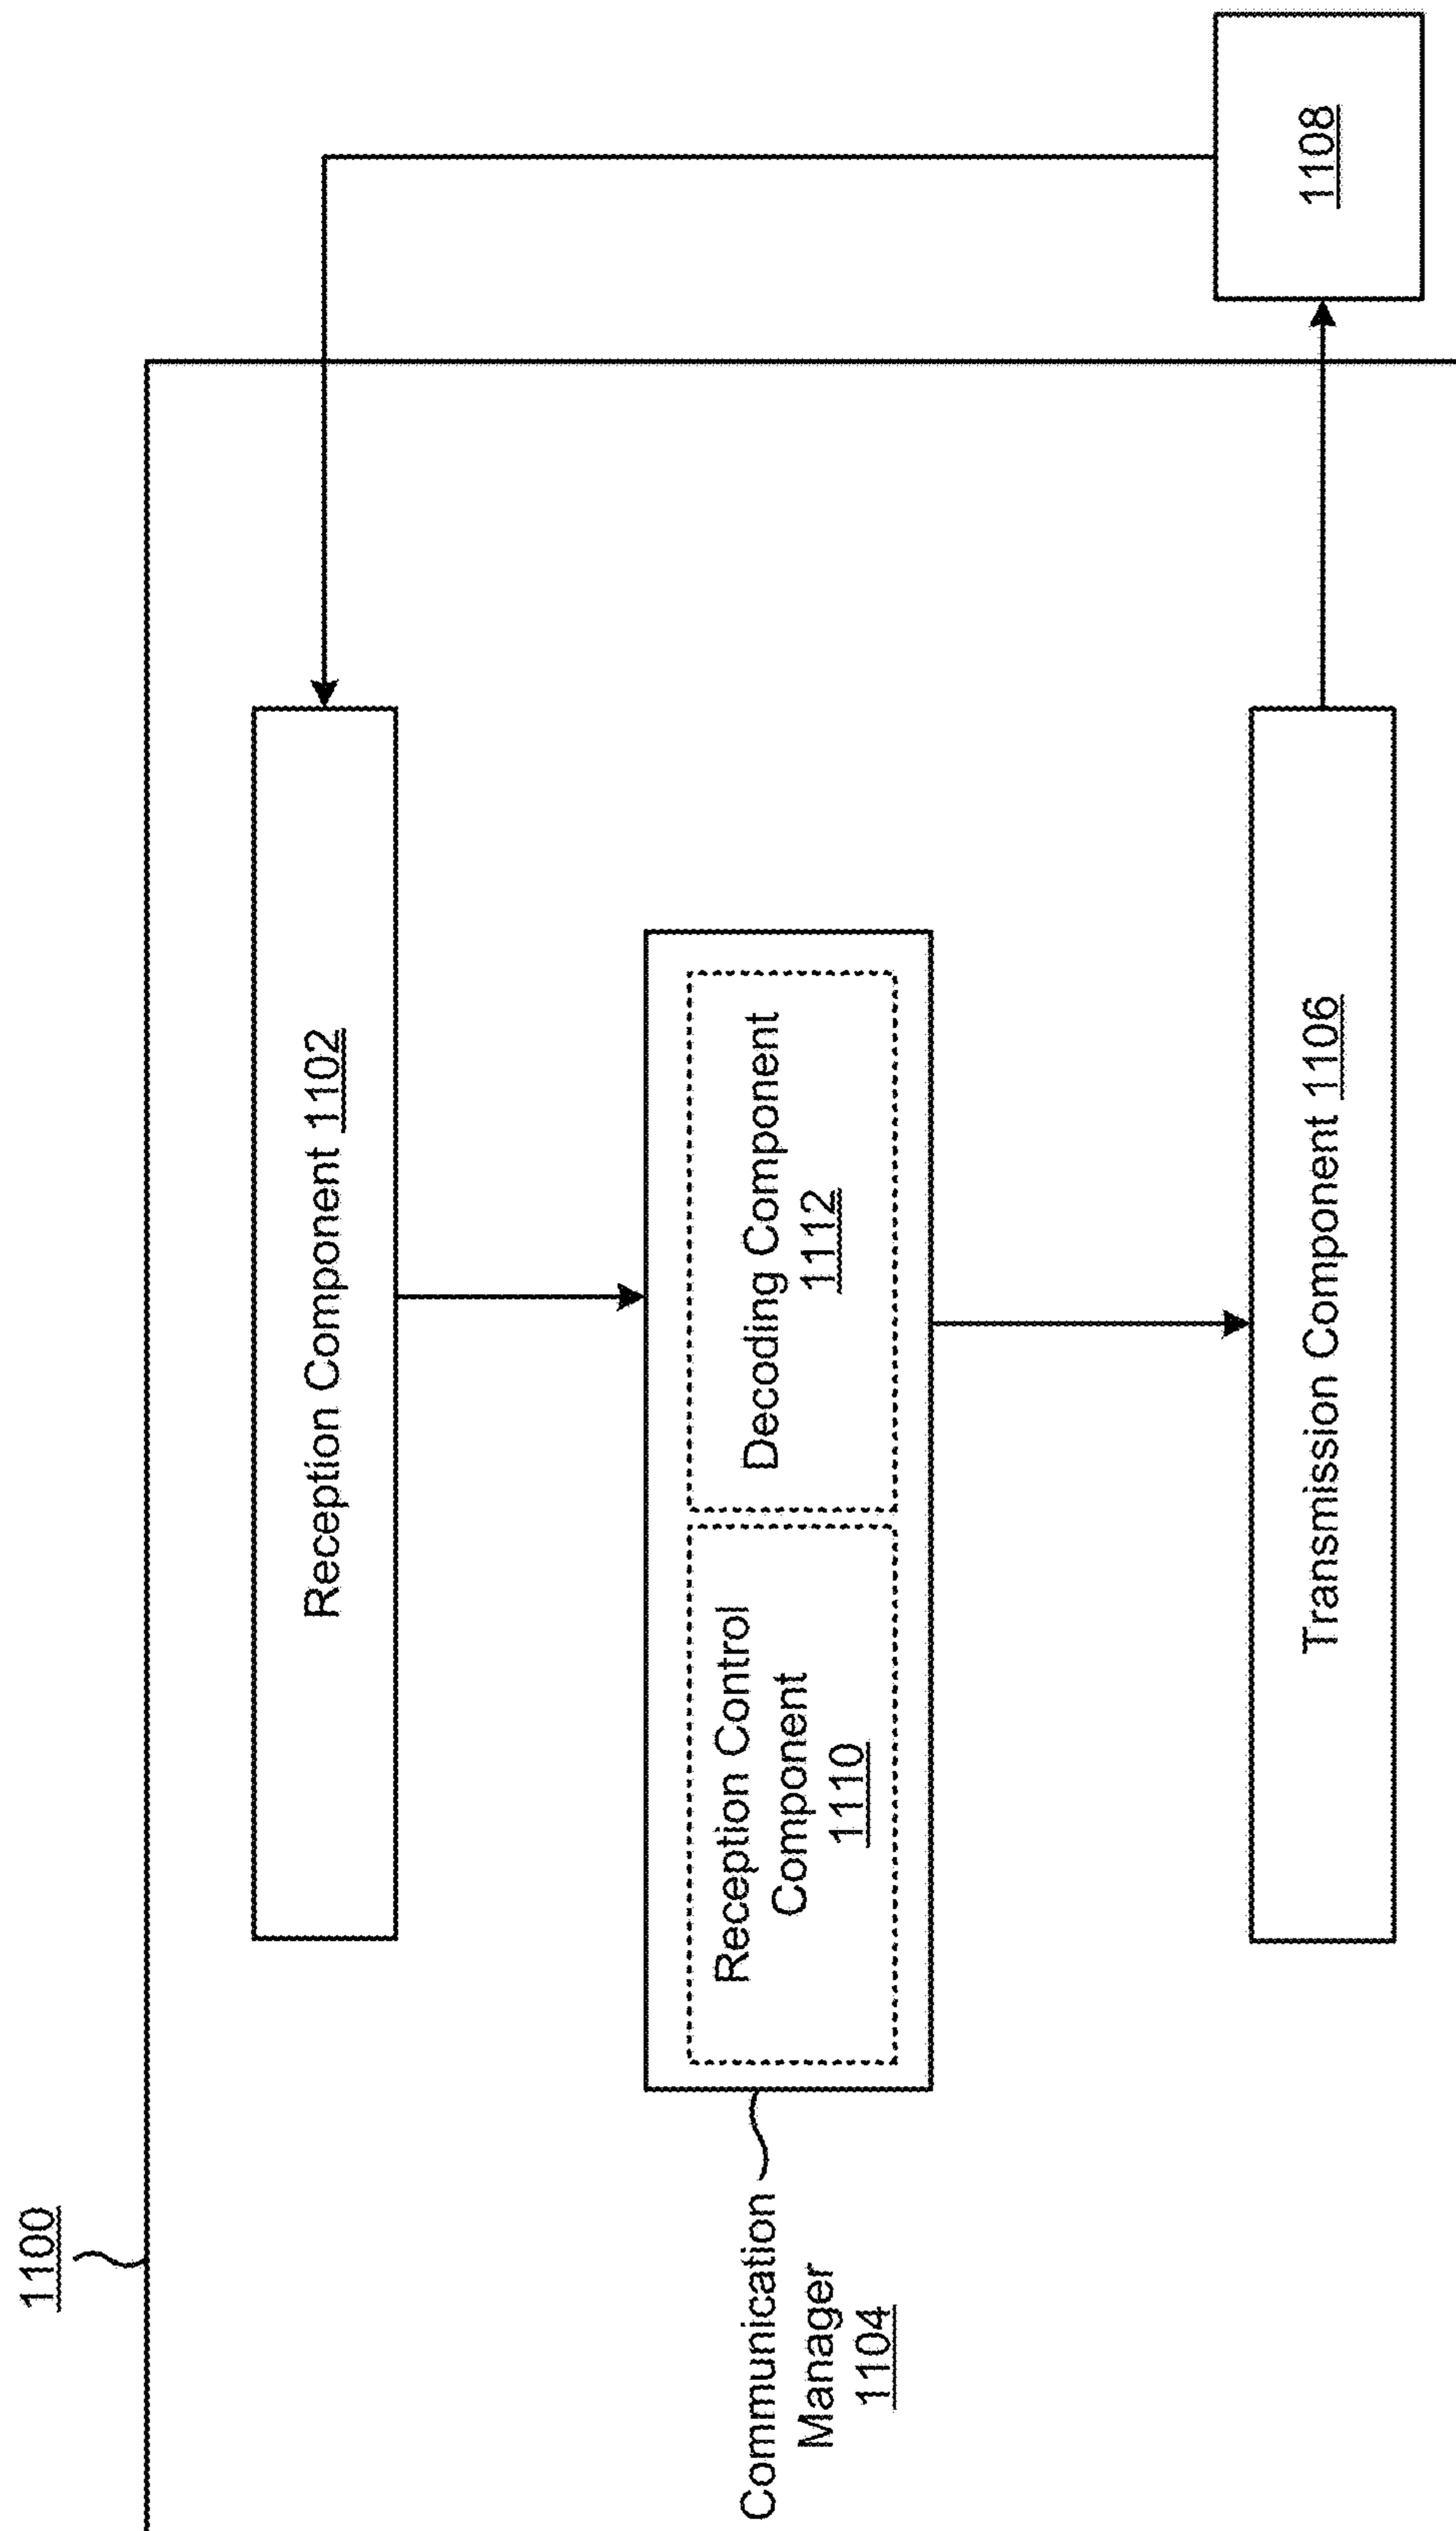 1100
Reception Component 1102
1108
Communication
Manager
1104
Reception Control
Component
1110
Decoding Component
1112
Transmission Component 1106